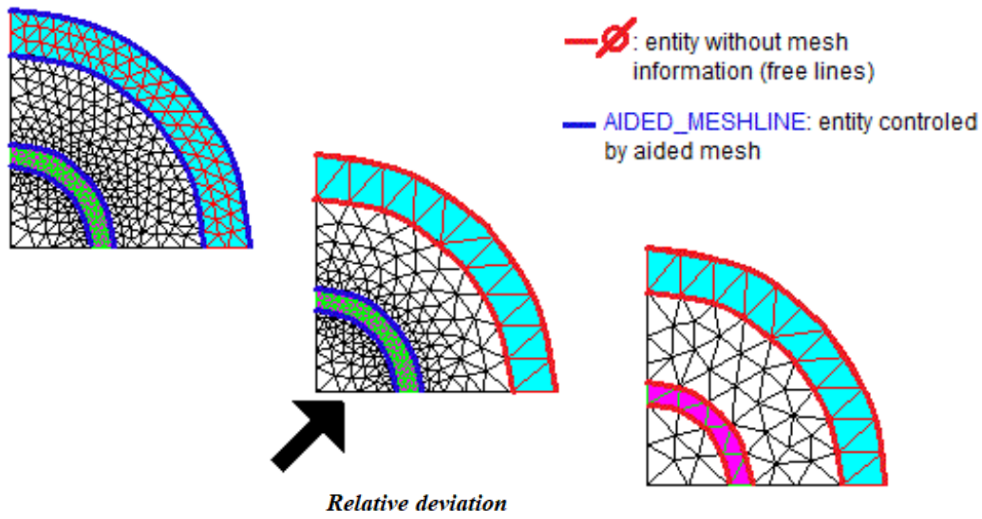 : entity without mesh
information (free lines)
AIDED_MESHLINE: entity controled
by aided mesh
Relative deviation